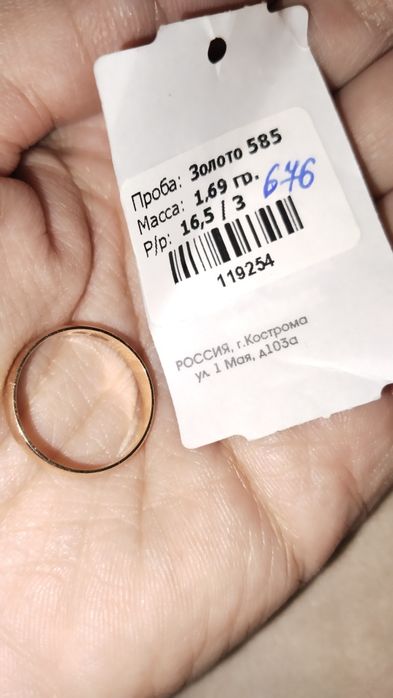 Проба: Золото 585
Масса: 1.69 гр.
676
Р/р: 16,5 / 3
119254
РОССИЯ, г.Кострома
ул. 1 Мая, д103а